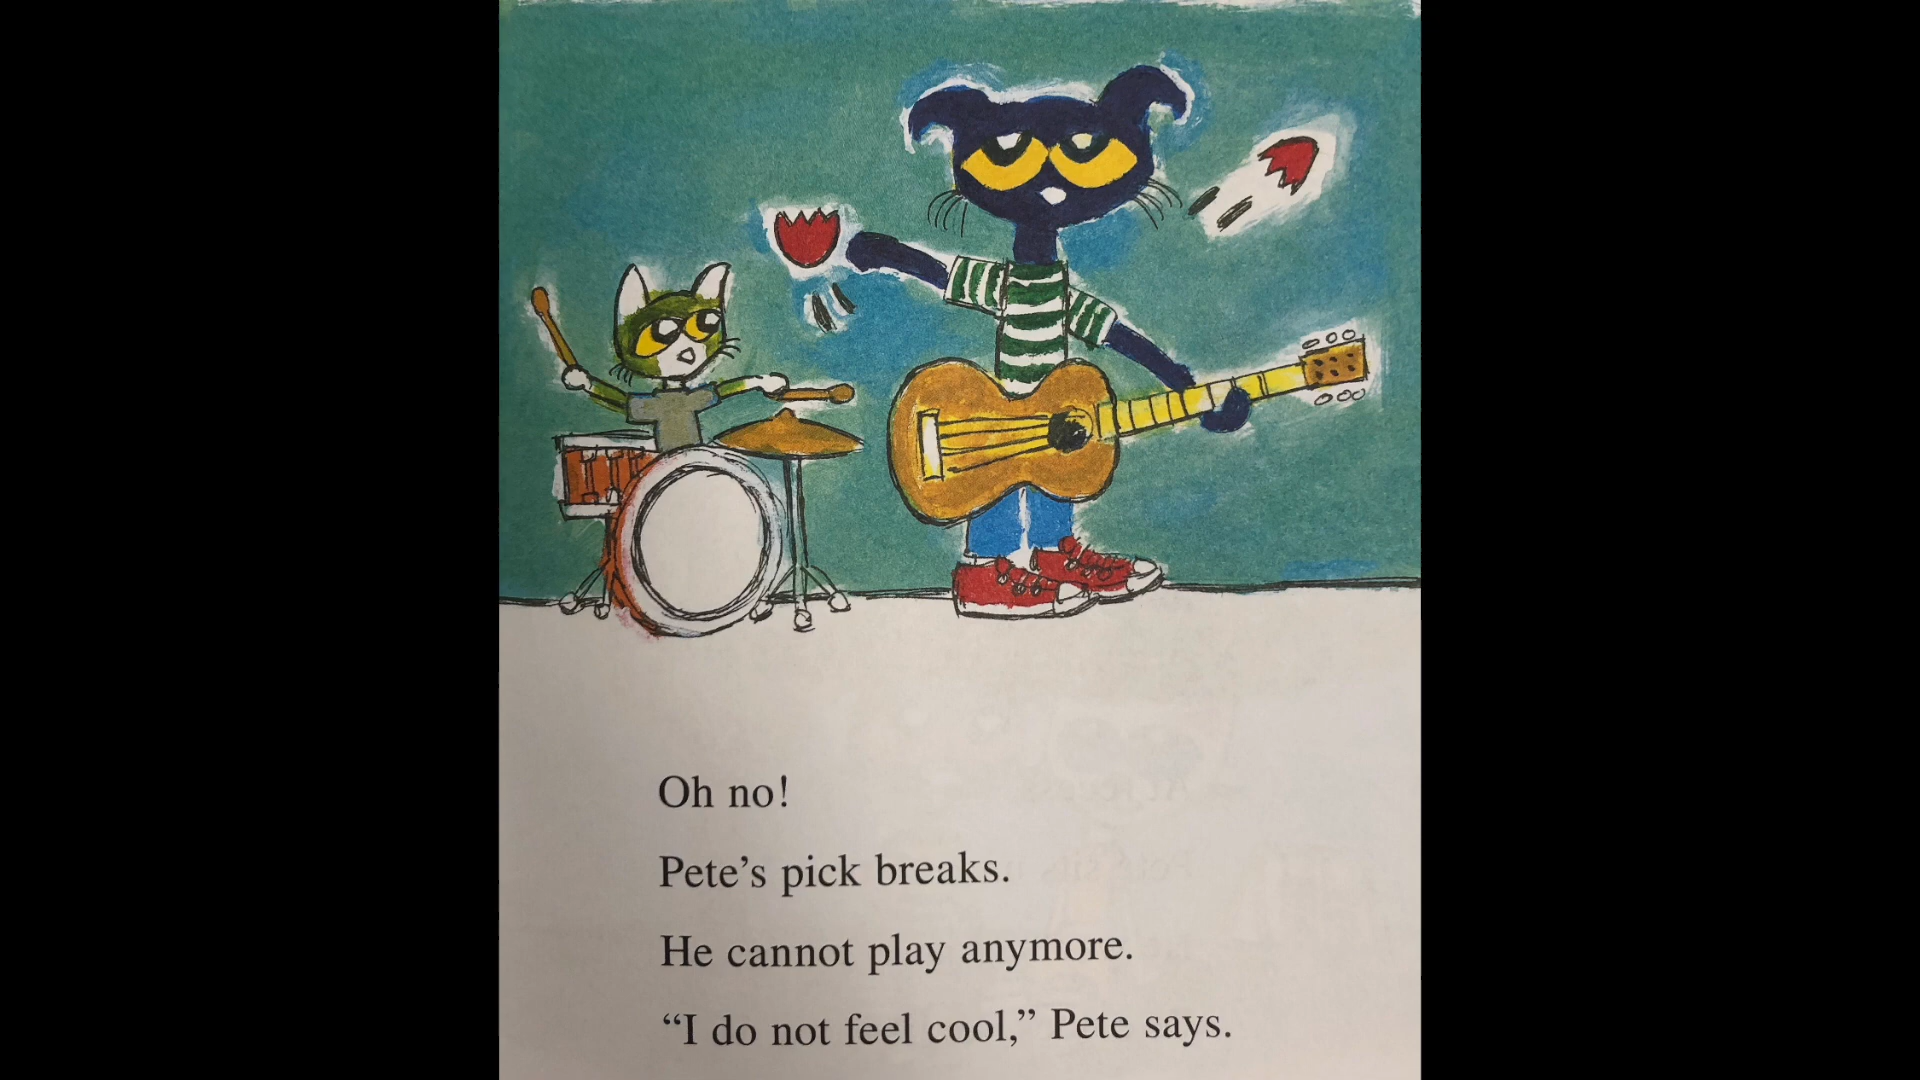 Oh no!
Pete’s pick breaks.
He cannot play anymore.
“I do not feel cool,” Pete says.